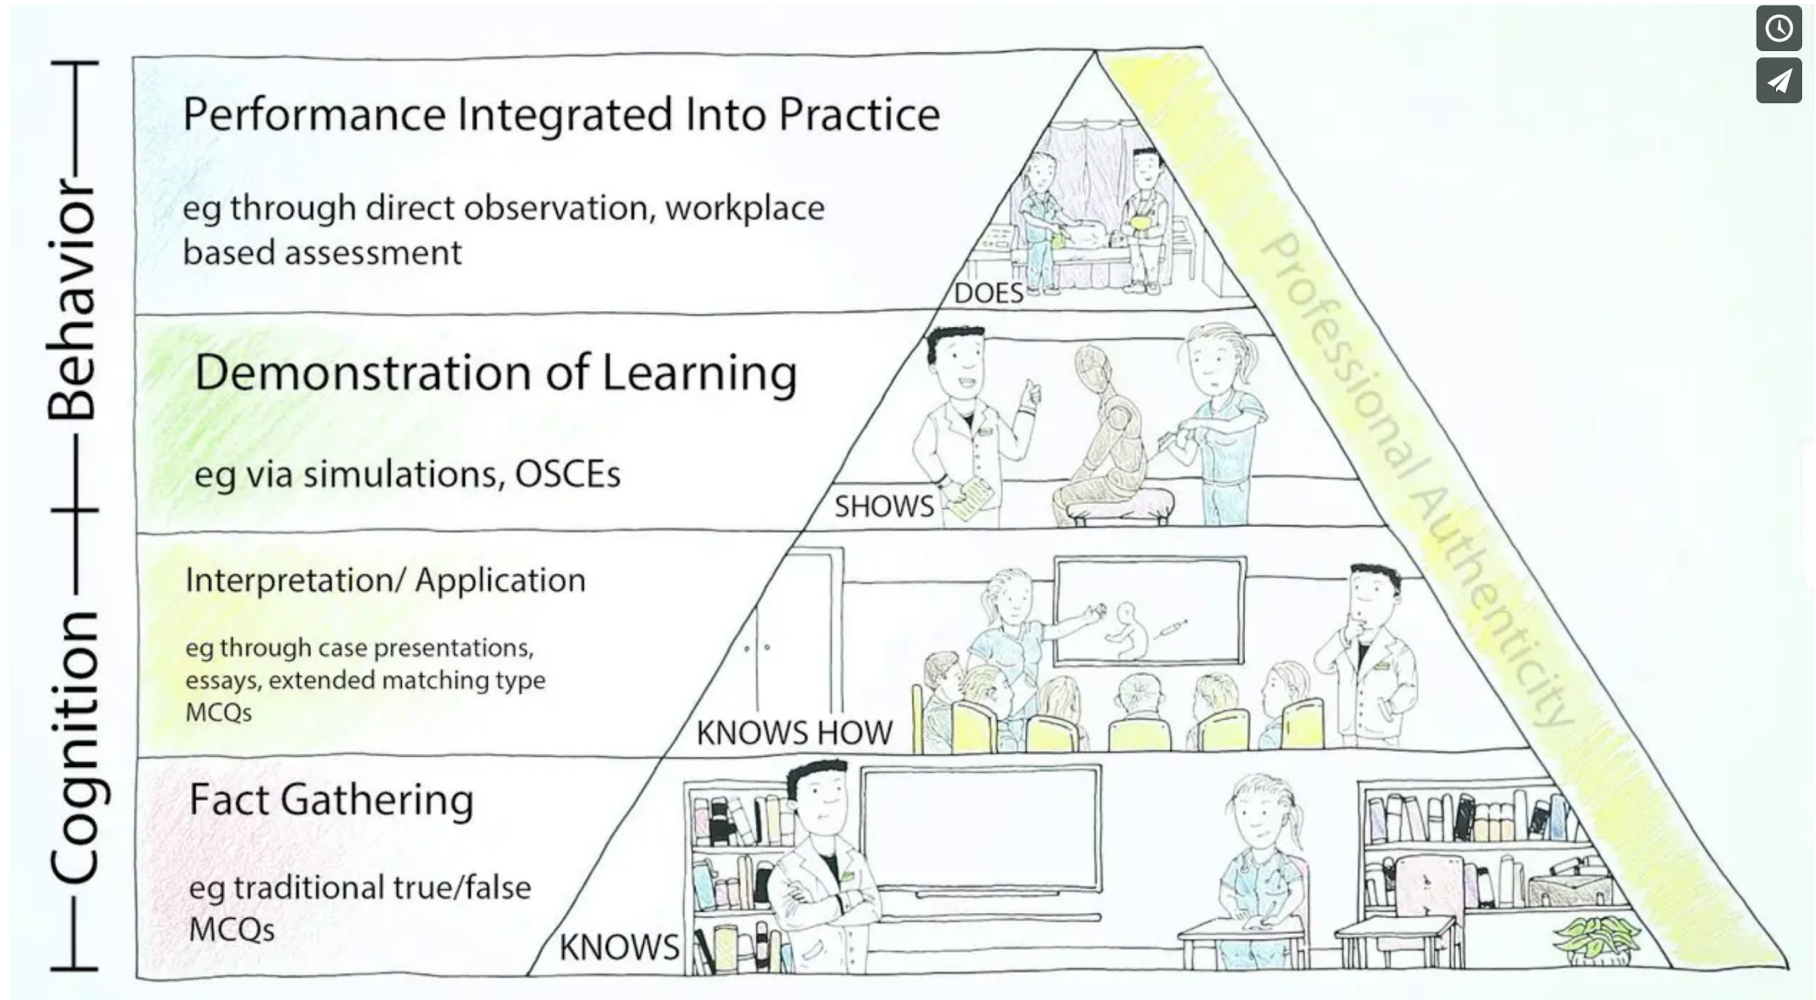 Behavior
Cognition
Performance Integrated Into Practice
eg through direct observation, workplace
based assessment
DOES
Demonstration of Learning
eg via simulations, OSCEs
SHOWS
Interpretation/ Application
eg through case presentations,
essays, extended matching type
MCQs
KNOWS HOW
Fact Gathering
eg traditional true/false
MCQs
KNOWS
Professional Authenticity